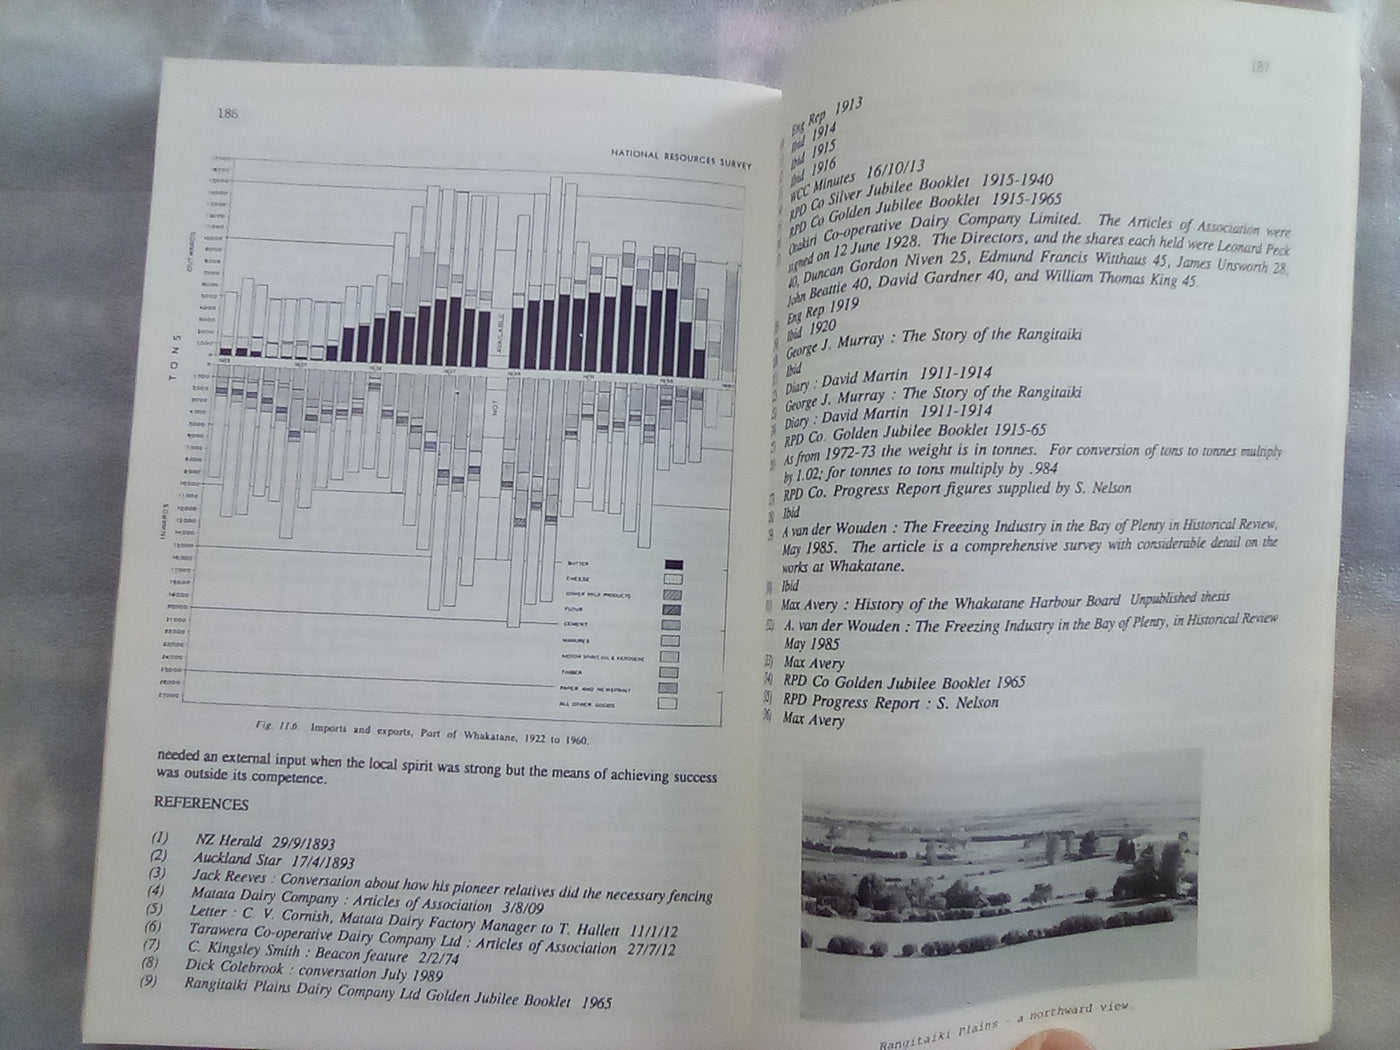 186
NATIONAL RESOURCES SURVEY
OUTWARDS
TONS
INWARDS
AVAILABLE
NOT
BUTTER
CHEESE
OTHER MILK PRODUCTS
FLOUR
CEMENT
MANURES
MOTOR SPIRIT, OIL & KEROSENE
TIMBER
PAPER AND NEWSPRINT
ALL OTHER GOODS
Fig. 11.6. Imports and exports, Port of Whakatane, 1922 to 1960.
needed an external input when the local spirit was strong but the means of achieving success
was outside its competence.
REFERENCES
(1) NZ Herald 29/9/1893
(2) Auckland Star 17/4/1893
(3) Jack Reeves : Conversation about how his pioneer relatives did the necessary fencing
(4) Matata Dairy Company : Articles of Association 3/8/09
(5) Letter : C. V. Cornish, Matata Dairy Factory Manager to T. Hallett 11/1/12
(6) Tarawera Co-operative Dairy Company Ltd : Articles of Association 27/7/12
(7) C. Kingsley Smith : Beacon feature 2/2/74
(8) Dick Colebrook : conversation July 1989
(9) Rangitaiki Plains Dairy Company Ltd Golden Jubilee Booklet 1965
187
Eng Rep 1913
Ibid 1914
Ibid 1915
Ibid 1916
WCC Minutes 16/10/13
RPD Co Silver Jubilee Booklet 1915-1940
RPD Co Golden Jubilee Booklet 1915-1965
Otakiri Co-operative Dairy Company Limited. The Articles of Association were
signed on 12 June 1928. The Directors, and the shares each held were Leonard Peck
40, Duncan Gordon Niven 25, Edmund Francis Witthaus 45, James Unsworth 28,
John Beattie 40, David Gardner 40, and William Thomas King 45.
Eng Rep 1919
Ibid 1920
George J. Murray : The Story of the Rangitaiki
Ibid
Diary : David Martin 1911-1914
George J. Murray : The Story of the Rangitaiki
Diary : David Martin 1911-1914
RPD Co. Golden Jubilee Booklet 1915-65
As from 1972-73 the weight is in tonnes. For conversion of tons to tonnes multiply
by 1.02; for tonnes to tons multiply by .984
RPD Co. Progress Report figures supplied by S. Nelson
Ibid
A van der Wouden : The Freezing Industry in the Bay of Plenty in Historical Review,
May 1985. The article is a comprehensive survey with considerable detail on the
works at Whakatane.
Ibid
Max Avery : History of the Whakatane Harbour Board Unpublished thesis
A. van der Wouden : The Freezing Industry in the Bay of Plenty, in Historical Review
May 1985
Max Avery
RPD Co Golden Jubilee Booklet 1965
RPD Progress Report : S. Nelson
Max Avery
Rangitaiki Plains - a northward view.